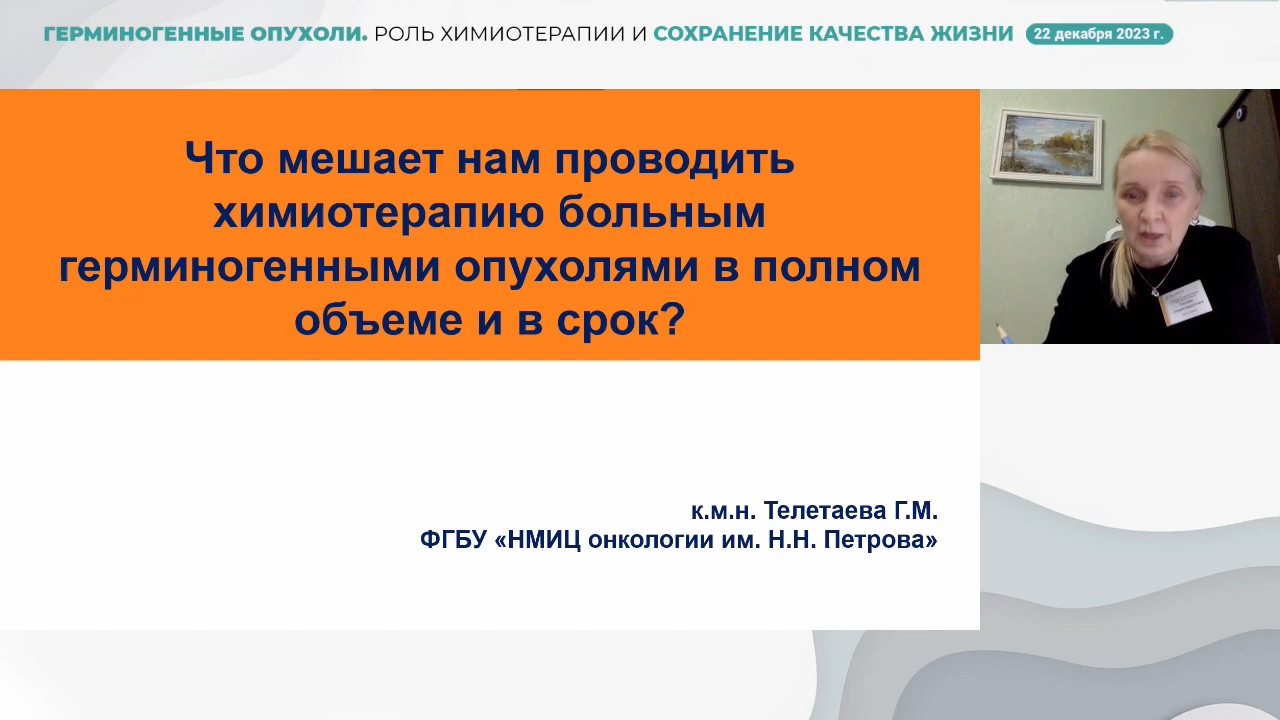 ГЕРМИНОГЕННЫЕ ОПУХОЛИ. РОЛЬ ХИМИОТЕРАПИИ И СОХРАНЕНИЕ КАЧЕСТВА ЖИЗНИ 22 декабря 2023 г.
Что мешает нам проводить
химиотерапию больным
герминогенными опухолями в полном
объеме и в срок?
к.м.н. Телетаева Г.М.
ФГБУ «НМИЦ онкологии им. Н.Н. Петрова»